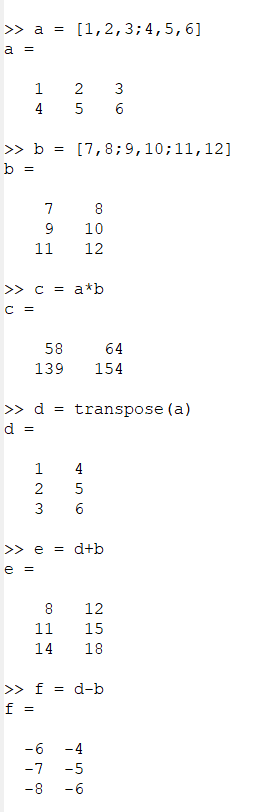 >> a = [1,2,3;4,5,6]
a =
1 2 3
4 5 6
>> b = [7,8;9,10;11,12]
b =
7 8
9 10
11 12
>> c = a*b
c =
58 64
139 154
>> d = transpose(a)
d =
1 4
2 5
3 6
>> e = d+b
e =
8 12
11 15
14 18
>> f = d-b
f =
-6 -4
-7 -5
-8 -6